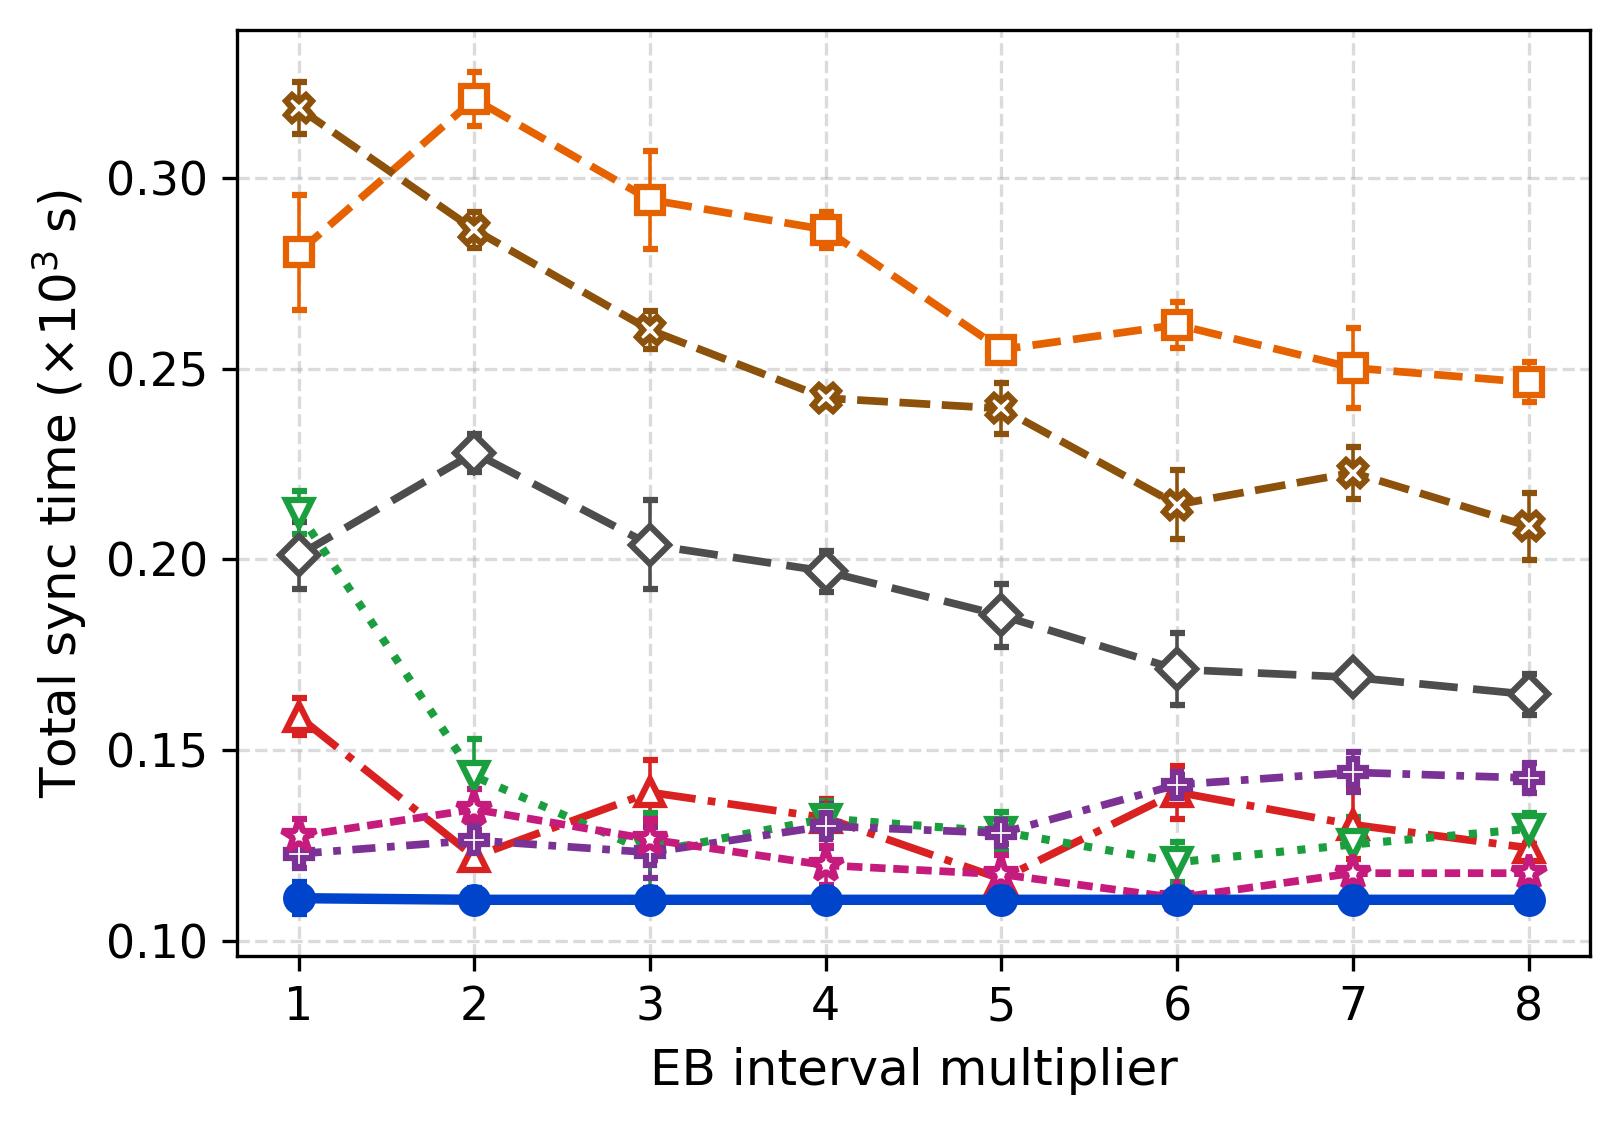 Total sync time (×10³ s)
0.30
0.25
0.20
0.15
0.10
1 2 3 4 5 6 7 8
EB interval multiplier